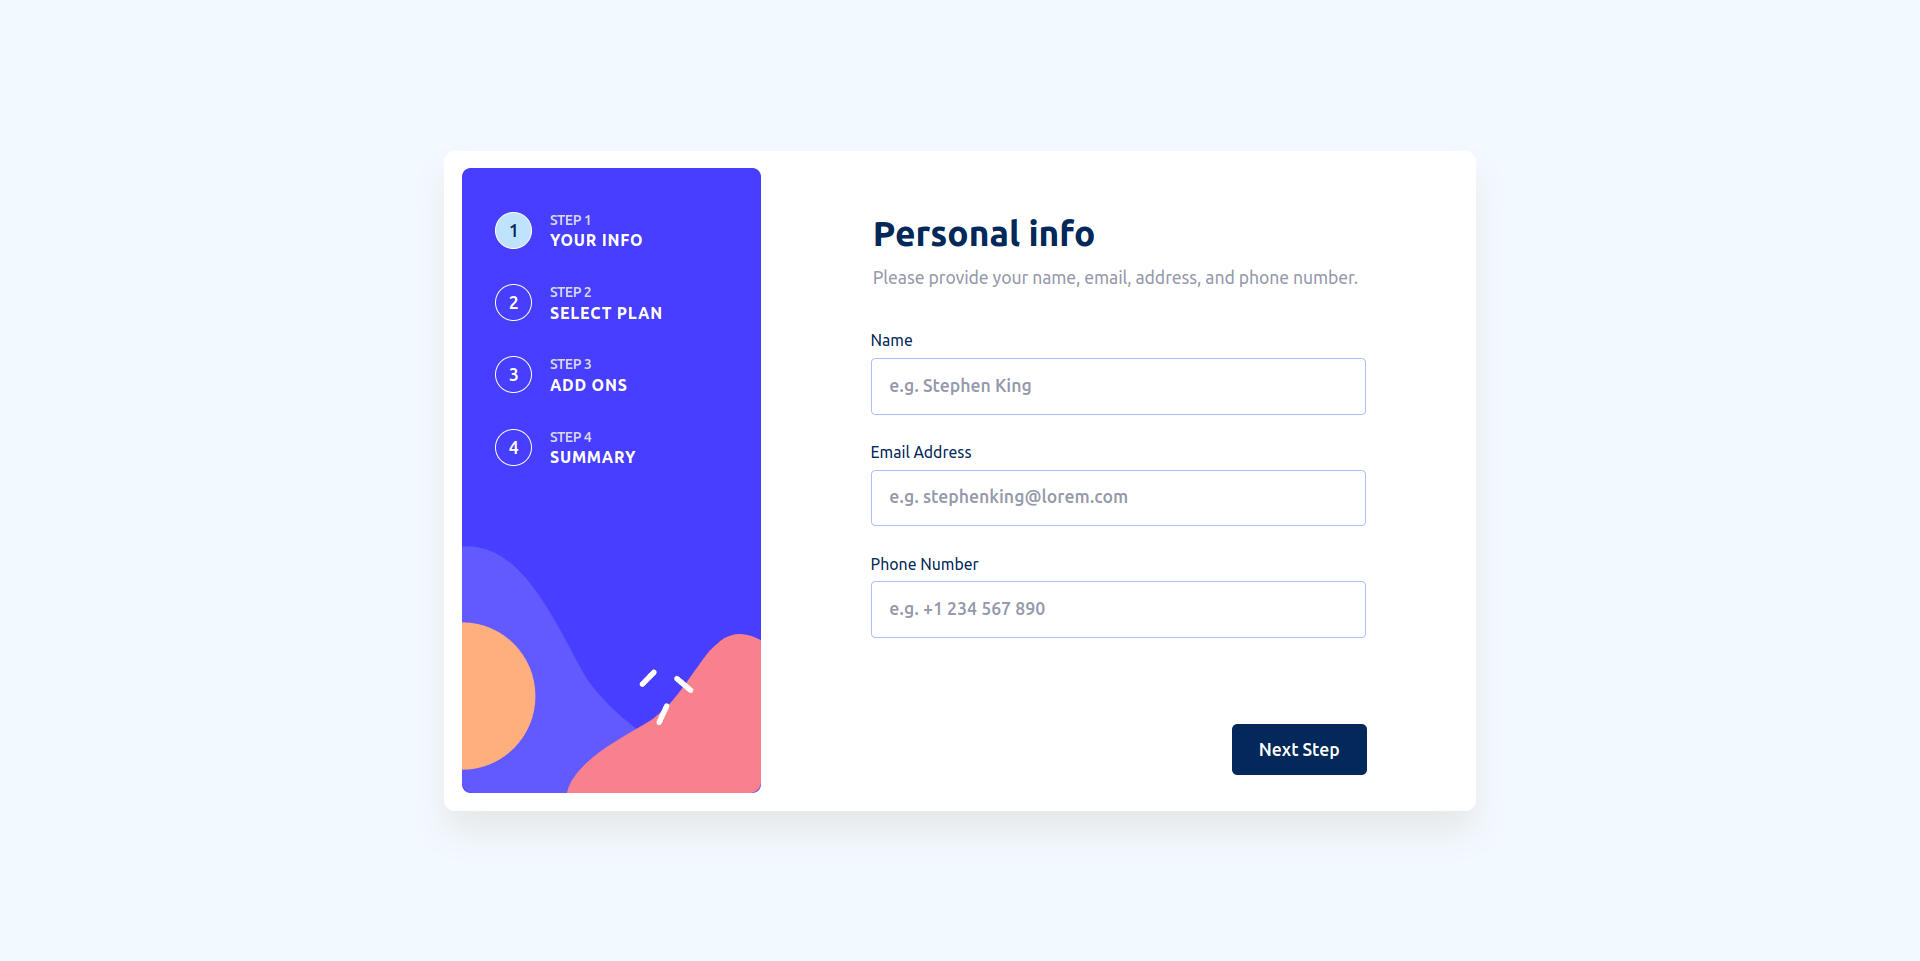 1
STEP 1
YOUR INFO
2
STEP 2
SELECT PLAN
3
STEP 3
ADD ONS
4
STEP 4
SUMMARY
Personal info
Please provide your name, email, address, and phone number.
Name
e.g. Stephen King
Email Address
e.g. stephenking@lorem.com
Phone Number
e.g. +1 234 567 890
Next Step